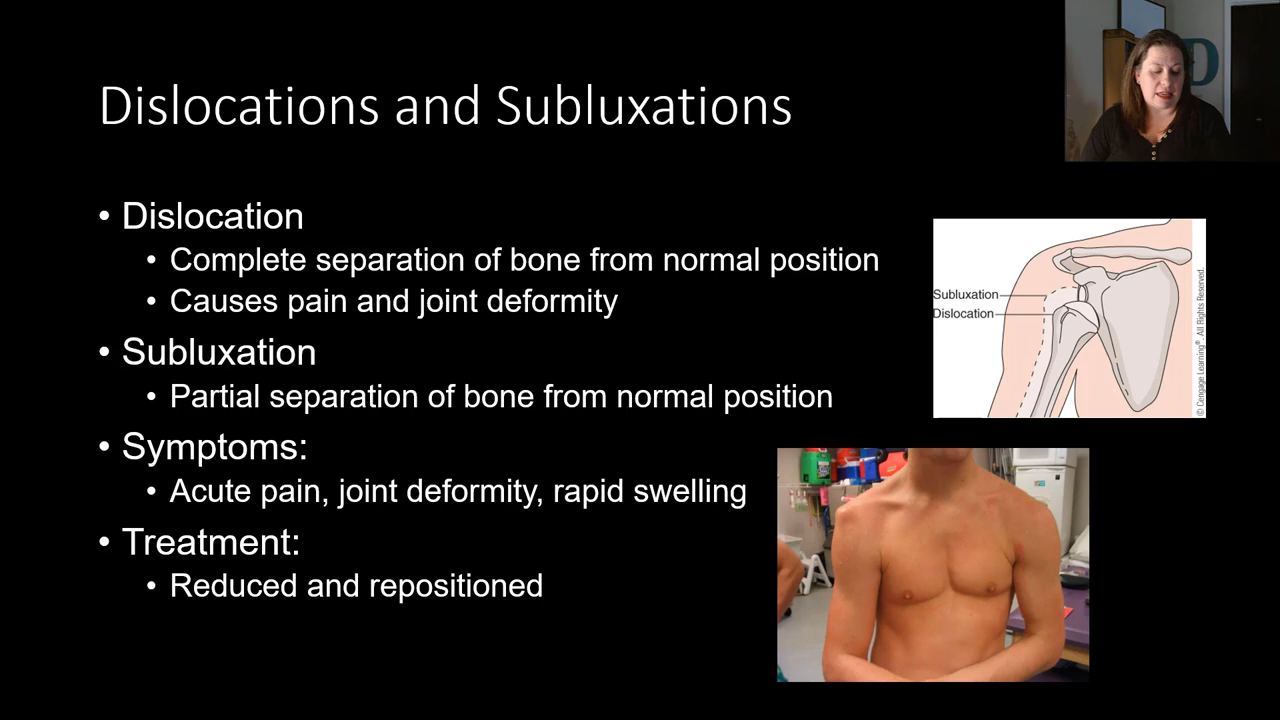 Dislocations and Subluxations
• Dislocation
• Complete separation of bone from normal position
• Causes pain and joint deformity
• Subluxation
• Partial separation of bone from normal position
• Symptoms:
• Acute pain, joint deformity, rapid swelling
• Treatment:
• Reduced and repositioned
Subluxation
Dislocation
© Cengage Learning®. All Rights Reserved.
D